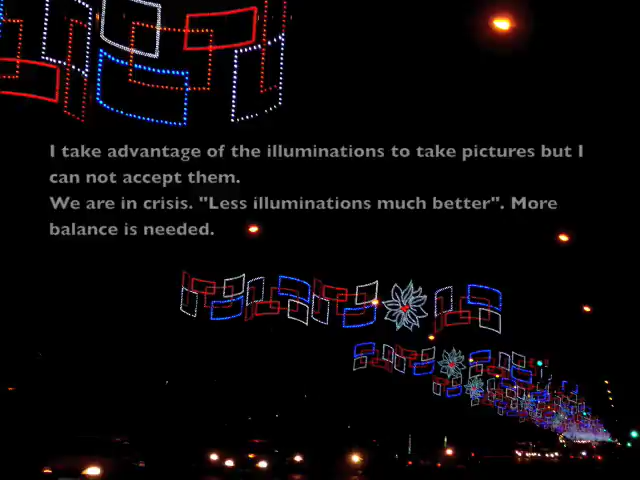 I take advantage of the illuminations to take pictures but I
can not accept them.
We are in crisis. "Less illuminations much better". More
balance is needed.